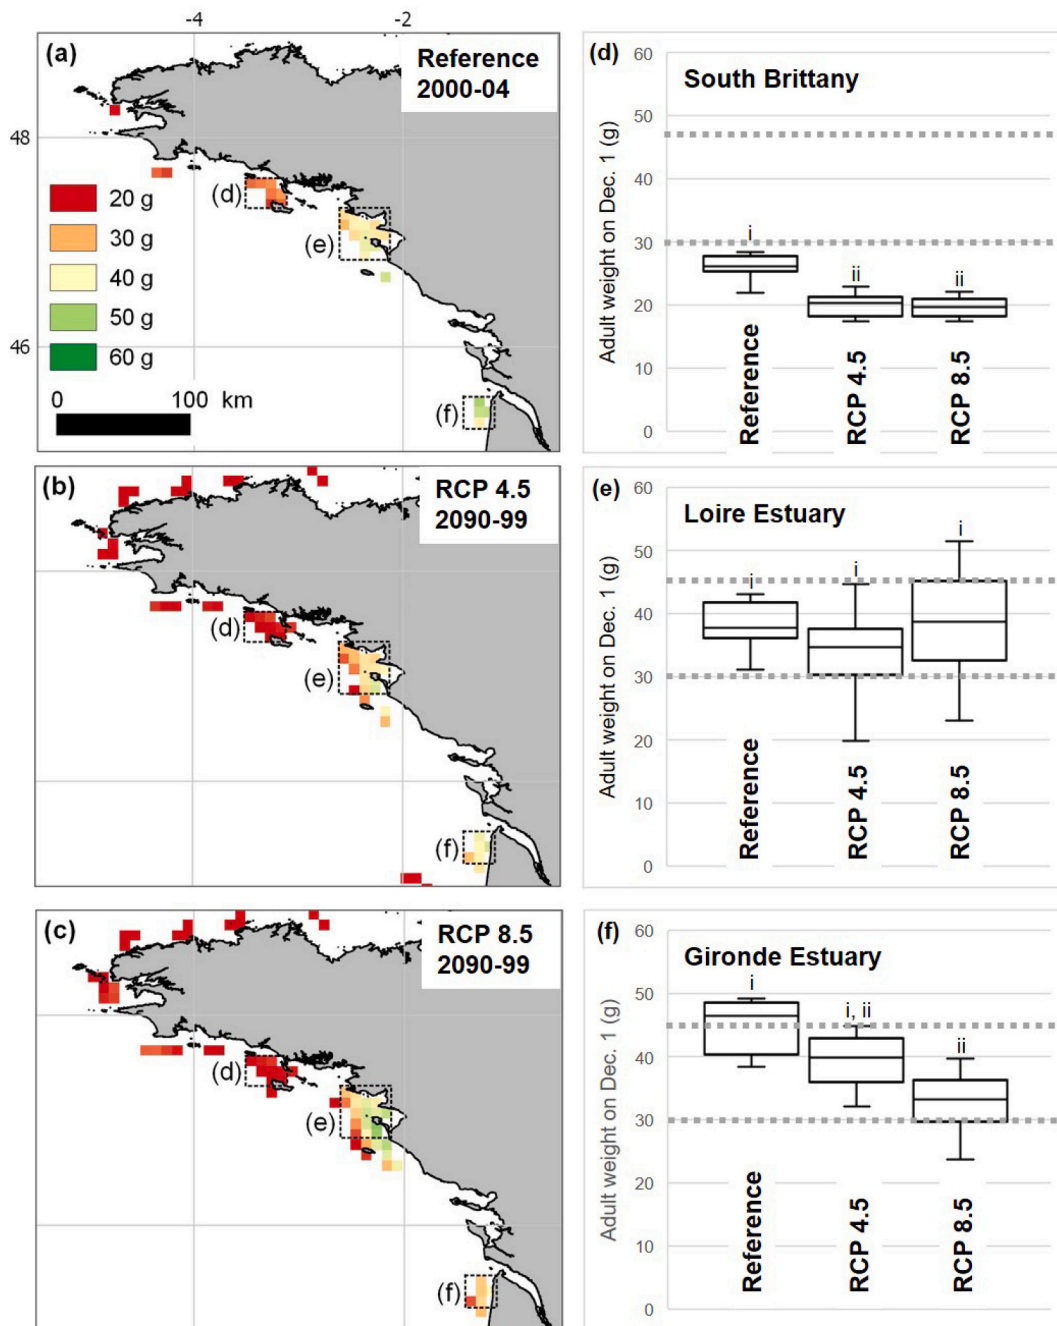 -4
-2
(a)
Reference
2000-04
48
46
(d)
(e)
(f)
20 g
30 g
40 g
50 g
60 g
0
100 km
(b)
RCP 4.5
2090-99
(d)
(e)
(f)
(c)
RCP 8.5
2090-99
(d)
(e)
(f)
(d)
South Brittany
Adult weight on Dec. 1 (g)
60
50
40
30
20
10
0
i
ii
ii
Reference
RCP 4.5
RCP 8.5
(e)
Loire Estuary
Adult weight on Dec. 1 (g)
60
50
40
30
20
10
0
i
i
i
Reference
RCP 4.5
RCP 8.5
(f)
Gironde Estuary
Adult weight on Dec. 1 (g)
60
50
40
30
20
10
0
i
i, ii
ii
Reference
RCP 4.5
RCP 8.5